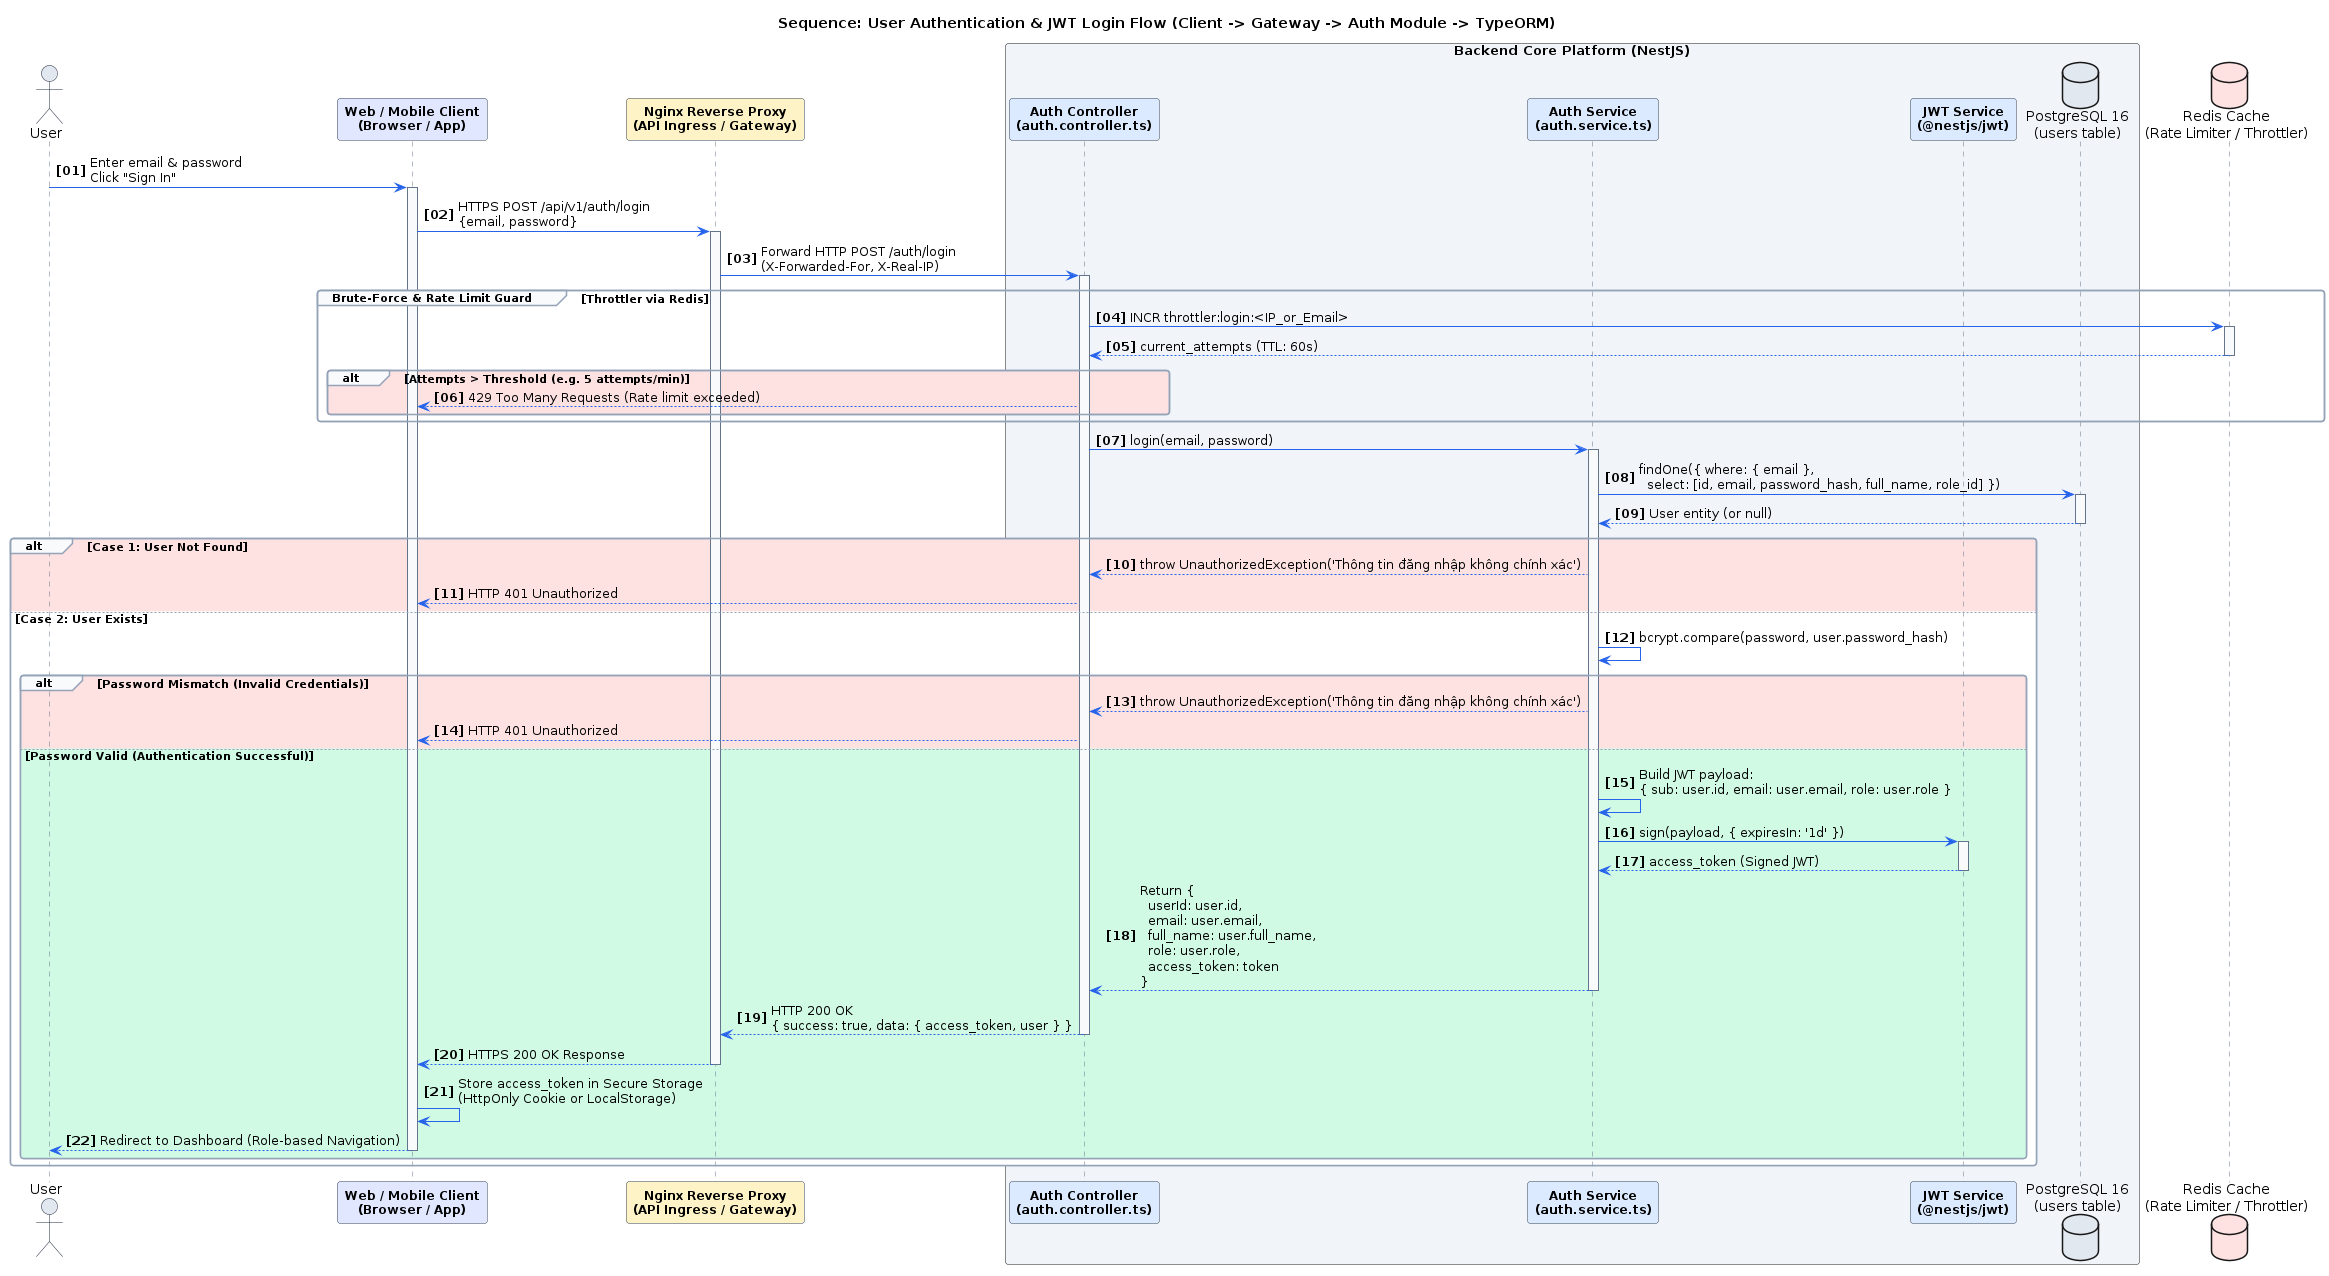 Sequence: User Authentication & JWT Login Flow (Client -> Gateway -> Auth Module -> TypeORM)
Backend Core Platform (NestJS)
User
Web / Mobile Client
(Browser / App)
Nginx Reverse Proxy
(API Ingress / Gateway)
Auth Controller
(auth.controller.ts)
Auth Service
(auth.service.ts)
JWT Service
(@nestjs/jwt)
PostgreSQL 16
(users table)
Redis Cache
(Rate Limiter / Throttler)
[01] Enter email & password
Click "Sign In"
[02] HTTPS POST /api/v1/auth/login
{email, password}
[03] Forward HTTP POST /auth/login
(X-Forwarded-For, X-Real-IP)
Brute-Force & Rate Limit Guard [Throttler via Redis]
[04] INCR throttler:login:<IP_or_Email>
[05] current_attempts (TTL: 60s)
alt [Attempts > Threshold (e.g. 5 attempts/min)]
[06] 429 Too Many Requests (Rate limit exceeded)
[07] login(email, password)
[08] findOne({ where: { email },
select: [id, email, password_hash, full_name, role_id] })
[09] User entity (or null)
alt [Case 1: User Not Found]
[10] throw UnauthorizedException('Thông tin đăng nhập không chính xác')
[11] HTTP 401 Unauthorized
[Case 2: User Exists]
[12] bcrypt.compare(password, user.password_hash)
alt [Password Mismatch (Invalid Credentials)]
[13] throw UnauthorizedException('Thông tin đăng nhập không chính xác')
[14] HTTP 401 Unauthorized
[Password Valid (Authentication Successful)]
[15] Build JWT payload:
{ sub: user.id, email: user.email, role: user.role }
[16] sign(payload, { expiresIn: '1d' })
[17] access_token (Signed JWT)
Return {
userId: user.id,
email: user.email,
[18] full_name: user.full_name,
role: user.role,
access_token: token
}
[19] HTTP 200 OK
{ success: true, data: { access_token, user } }
[20] HTTPS 200 OK Response
[21] Store access_token in Secure Storage
(HttpOnly Cookie or LocalStorage)
[22] Redirect to Dashboard (Role-based Navigation)
User
Web / Mobile Client
(Browser / App)
Nginx Reverse Proxy
(API Ingress / Gateway)
Auth Controller
(auth.controller.ts)
Auth Service
(auth.service.ts)
JWT Service
(@nestjs/jwt)
PostgreSQL 16
(users table)
Redis Cache
(Rate Limiter / Throttler)